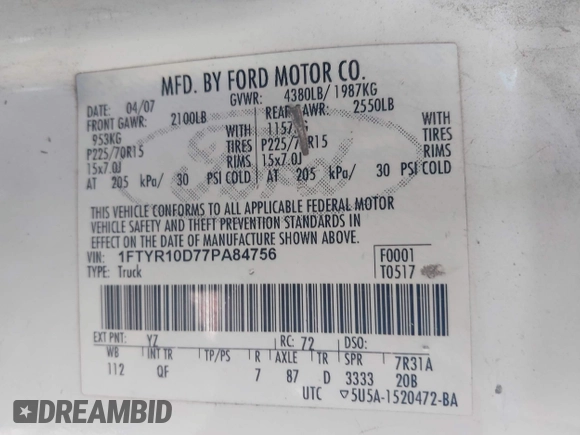 MFD. BY FORD MOTOR CO.
DATE: 04/07 GVWR: 4380LB/ 1987KG
FRONT GAWR: 2100LB REAR GAWR: 2550LB
953KG WITH 1157 WITH
P225/70R15 TIRES P225/70R15 TIRES
15x7.0J RIMS 15x7.0J RIMS
AT 205 kPa/ 30 PSI COLD AT 205 kPa/ 30 PSI COLD
THIS VEHICLE CONFORMS TO ALL APPLICABLE FEDERAL MOTOR
VEHICLE SAFETY AND THEFT PREVENTION STANDARDS IN
EFFECT ON THE DATE OF MANUFACTURE SHOWN ABOVE.
VIN: 1FTYR10D77PA84756 F0001
TYPE: Truck T0517
EXT PNT: YZ RC: 72 DSO:
WB INT TR TP/PS R AXLE TR SPR 7R31A
112 QF 7 87 D 3333 20B
UTC ▽5U5A-1520472-BA
Ford
DREAMBID